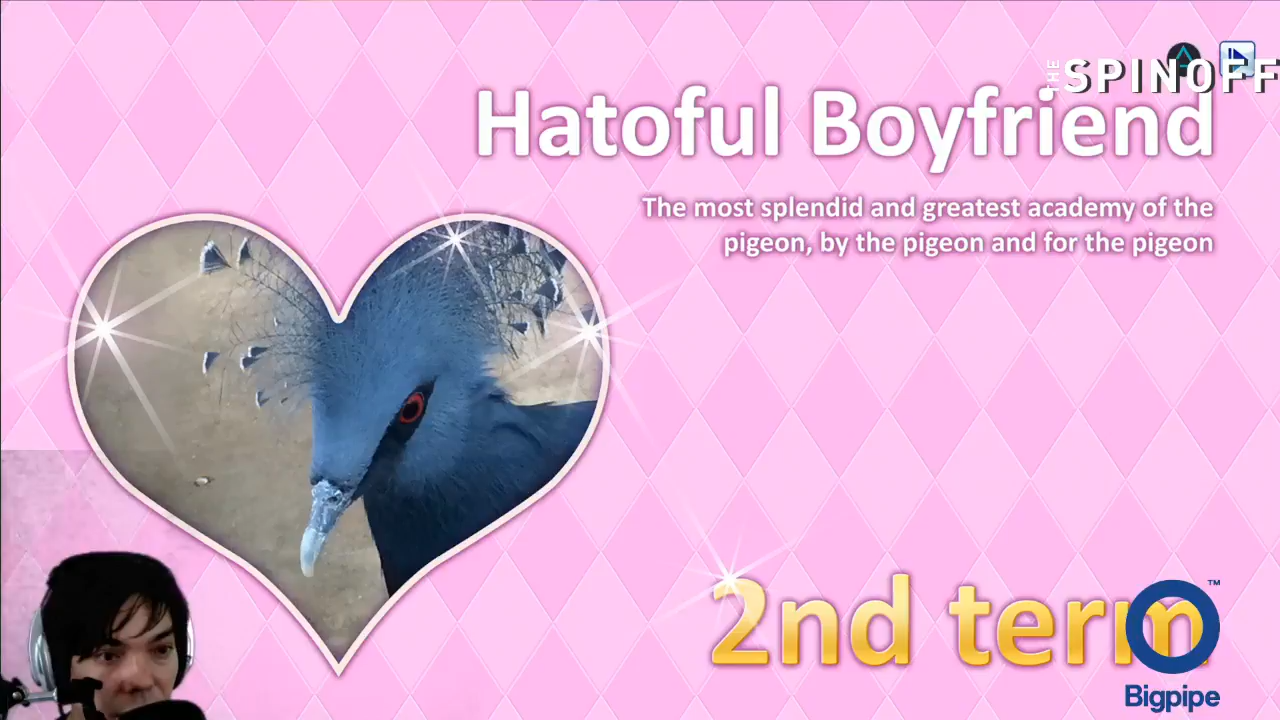 THE SPINOFF
Hatoful Boyfriend
The most splendid and greatest academy of the
pigeon, by the pigeon and for the pigeon
2nd term
TM
Bigpipe